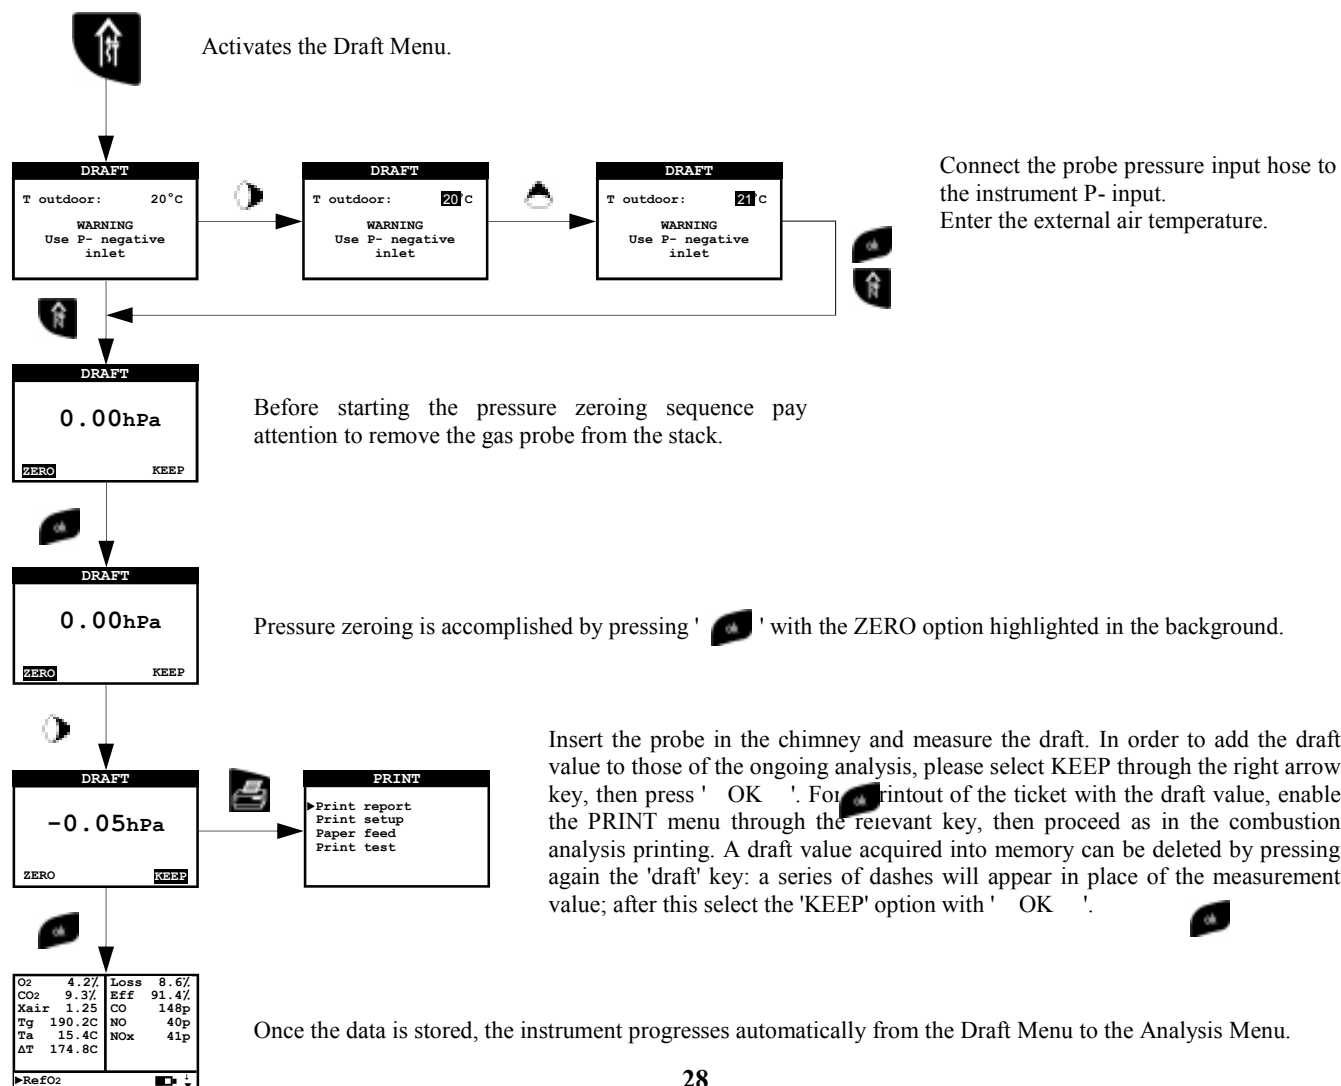 Activates the Draft Menu.
DRAFT
T outdoor: 20°C
WARNING
Use P- negative
inlet
DRAFT
T outdoor: 20°C
WARNING
Use P- negative
inlet
DRAFT
T outdoor: 21°C
WARNING
Use P- negative
inlet
ok
Connect the probe pressure input hose to
the instrument P- input.
Enter the external air temperature.
DRAFT
0.00hPa
ZERO KEEP
Before starting the pressure zeroing sequence pay
attention to remove the gas probe from the stack.
ok
DRAFT
0.00hPa
ZERO KEEP
Pressure zeroing is accomplished by pressing ' ok ' with the ZERO option highlighted in the background.
DRAFT
-0.05hPa
ZERO KEEP
PRINT
▶Print report
Print setup
Paper feed
Print test
Insert the probe in the chimney and measure the draft. In order to add the draft
value to those of the ongoing analysis, please select KEEP through the right arrow
key, then press ' OK '. For ok rintout of the ticket with the draft value, enable
the PRINT menu through the relevant key, then proceed as in the combustion
analysis printing. A draft value acquired into memory can be deleted by pressing
again the 'draft' key: a series of dashes will appear in place of the measurement
value; after this select the 'KEEP' option with ' OK '.
ok
ok
O2 4.2% Loss 8.6%
CO2 9.3% Eff 91.4%
Xair 1.25 CO 148p
Tg 190.2C NO 40p
Ta 15.4C NOx 41p
ΔT 174.8C
▶RefO2
Once the data is stored, the instrument progresses automatically from the Draft Menu to the Analysis Menu.
28